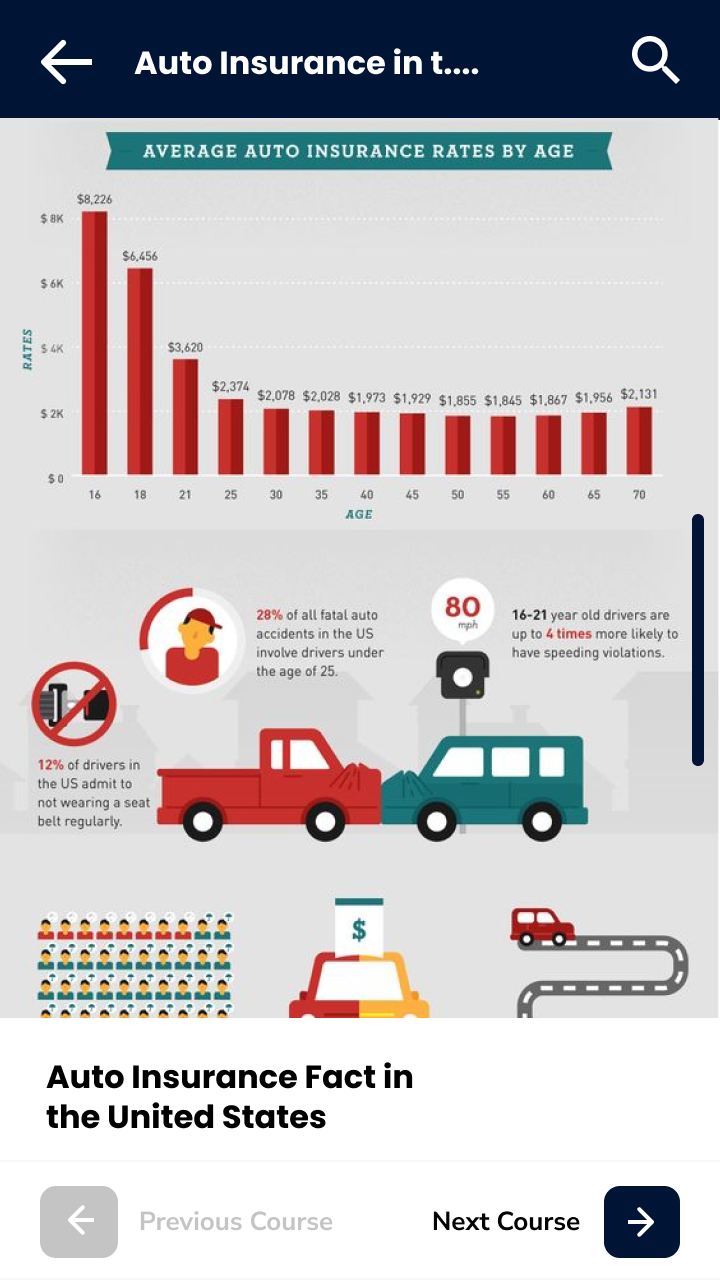 Auto Insurance in t....
AVERAGE AUTO INSURANCE RATES BY AGE
RATES
$ 8K
$ 6K
$ 4K
$ 2K
$ 0
$8,226
$6,456
$3,620
$2,374
$2,078
$2,028
$1,973
$1,929
$1,855
$1,845
$1,867
$1,956
$2,131
16 18 21 25 30 35 40 45 50 55 60 65 70
AGE
28% of all fatal auto
accidents in the US
involve drivers under
the age of 25.
80
mph
16-21 year old drivers are
up to 4 times more likely to
have speeding violations.
12% of drivers in
the US admit to
not wearing a seat
belt regularly.
$
Auto Insurance Fact in
the United States
Previous Course
Next Course